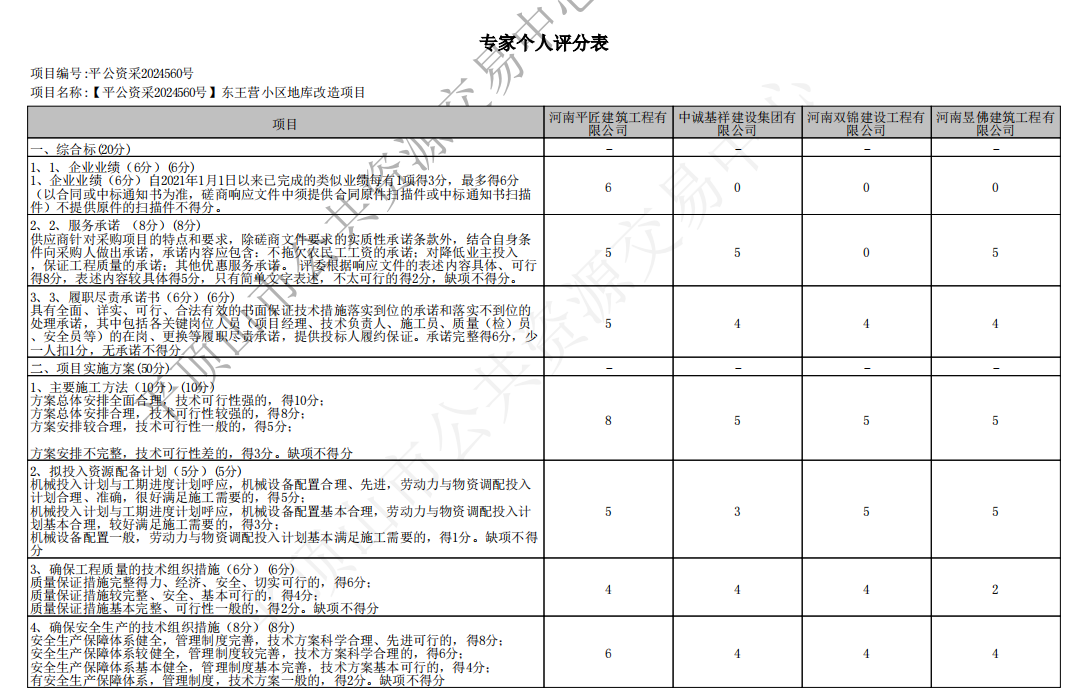 专家个人评分表
项目编号:平公资采2024560号
项目名称:【平公资采2024560号】东王营小区地库改造项目
项目
河南平匠建筑工程有
限公司
中诚基祥建设集团有
限公司
河南双锦建设工程有
限公司
河南昱佛建筑工程有
限公司
一、综合标(20分)
--
--
--
--
1、1、企业业绩（6分）(6分)
1、企业业绩（6分）自2021年1月1日以来已完成的类似业绩每有1项得3分，最多得6分
（以合同或中标通知书为准，磋商响应文件中须提供合同原件扫描件或中标通知书扫描
件）不提供原件的扫描件不得分。
6
0
0
0
2、2、服务承诺 （8分）(8分)
供应商针对采购项目的特点和要求，除磋商文件要求的实质性承诺条款外，结合自身条
件向采购人做出承诺，承诺内容应包含：不拖欠农民工工资的承诺；对降低业主投入
，保证工程质量的承诺；其他优惠服务承诺。 评委根据响应文件的表述内容具体、可行
得8分，表述内容较具体得5分，只有简单文字表述，不太可行的得2分，缺项不得分。
5
5
0
5
3、3、履职尽责承诺书（6分）(6分)
具有全面、详实、可行、合法有效的书面保证技术措施落实到位的承诺和落实不到位的
处理承诺，其中包括各关键岗位人员（项目经理、技术负责人、施工员、质量（检）员
、安全员等）的在岗、更换等履职尽责承诺，提供投标人履约保证。承诺完整得6分，少
一人扣1分，无承诺不得分
5
4
4
4
二、项目实施方案(50分)
--
--
--
--
1、主要施工方法（10分）(10分)
方案总体安排全面合理，技术可行性强的，得10分；
方案总体安排合理，技术可行性较强的，得8分；
方案安排较合理，技术可行性一般的，得5分；
方案安排不完整，技术可行性差的，得3分。缺项不得分
8
5
5
5
2、拟投入资源配备计划（5分）(5分)
机械投入计划与工期进度计划呼应，机械设备配置合理、先进，劳动力与物资调配投入
计划合理、准确，很好满足施工需要的，得5分；
机械投入计划与工期进度计划呼应，机械设备配置基本合理，劳动力与物资调配投入计
划基本合理，较好满足施工需要的，得3分；
机械设备配置一般，劳动力与物资调配投入计划基本满足施工需要的，得1分。缺项不得
分
5
3
5
5
3、确保工程质量的技术组织措施（6分）(6分)
质量保证措施完整得力、经济、安全、切实可行的，得6分；
质量保证措施较完整、安全、基本可行的，得4分；
质量保证措施基本完整、可行性一般的，得2分。缺项不得分
4
4
4
2
4、确保安全生产的技术组织措施（8分）(8分)
安全生产保障体系健全，管理制度完善，技术方案科学合理、先进可行的，得8分；
安全生产保障体系较健全，管理制度较完善，技术方案科学合理的，得6分；
安全生产保障体系基本健全，管理制度基本完善，技术方案基本可行的，得4分；
有安全生产保障体系，管理制度，技术方案一般的，得2分。缺项不得分
6
4
4
4
平顶山市公共资源交易中心
平顶山市公共资源交易中心